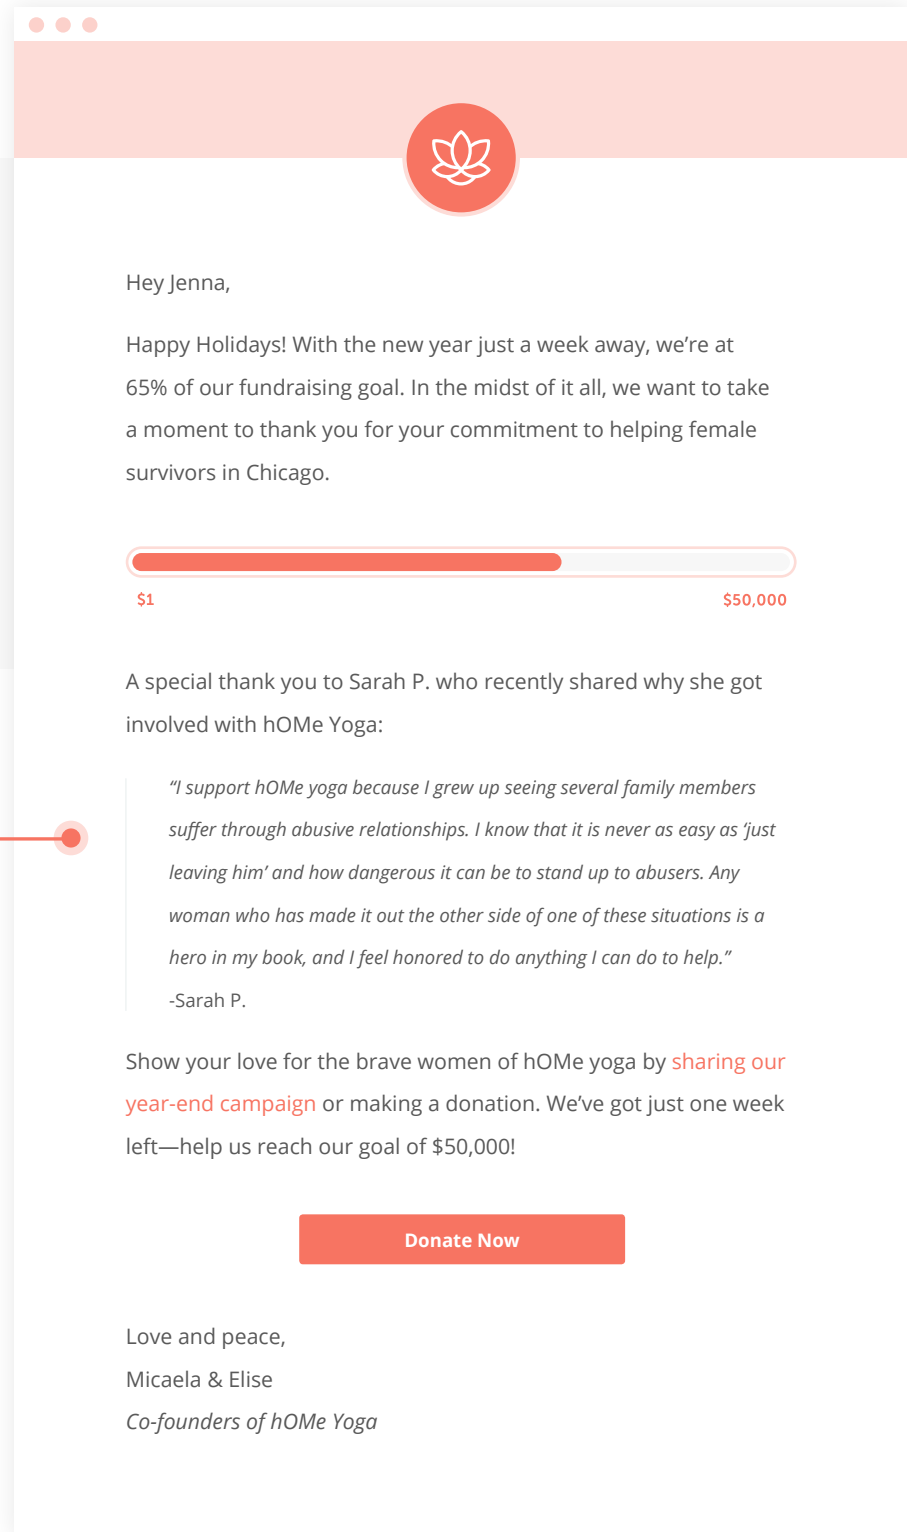 Hey Jenna,
Happy Holidays! With the new year just a week away, we’re at
65% of our fundraising goal. In the midst of it all, we want to take
a moment to thank you for your commitment to helping female
survivors in Chicago.
$1
$50,000
A special thank you to Sarah P. who recently shared why she got
involved with hOMe Yoga:
“I support hOMe yoga because I grew up seeing several family members
suffer through abusive relationships. I know that it is never as easy as ‘just
leaving him’ and how dangerous it can be to stand up to abusers. Any
woman who has made it out the other side of one of these situations is a
hero in my book, and I feel honored to do anything I can do to help.”
-Sarah P.
Show your love for the brave women of hOMe yoga by sharing our
year-end campaign or making a donation. We’ve got just one week
left—help us reach our goal of $50,000!
Donate Now
Love and peace,
Micaela & Elise
Co-founders of hOMe Yoga